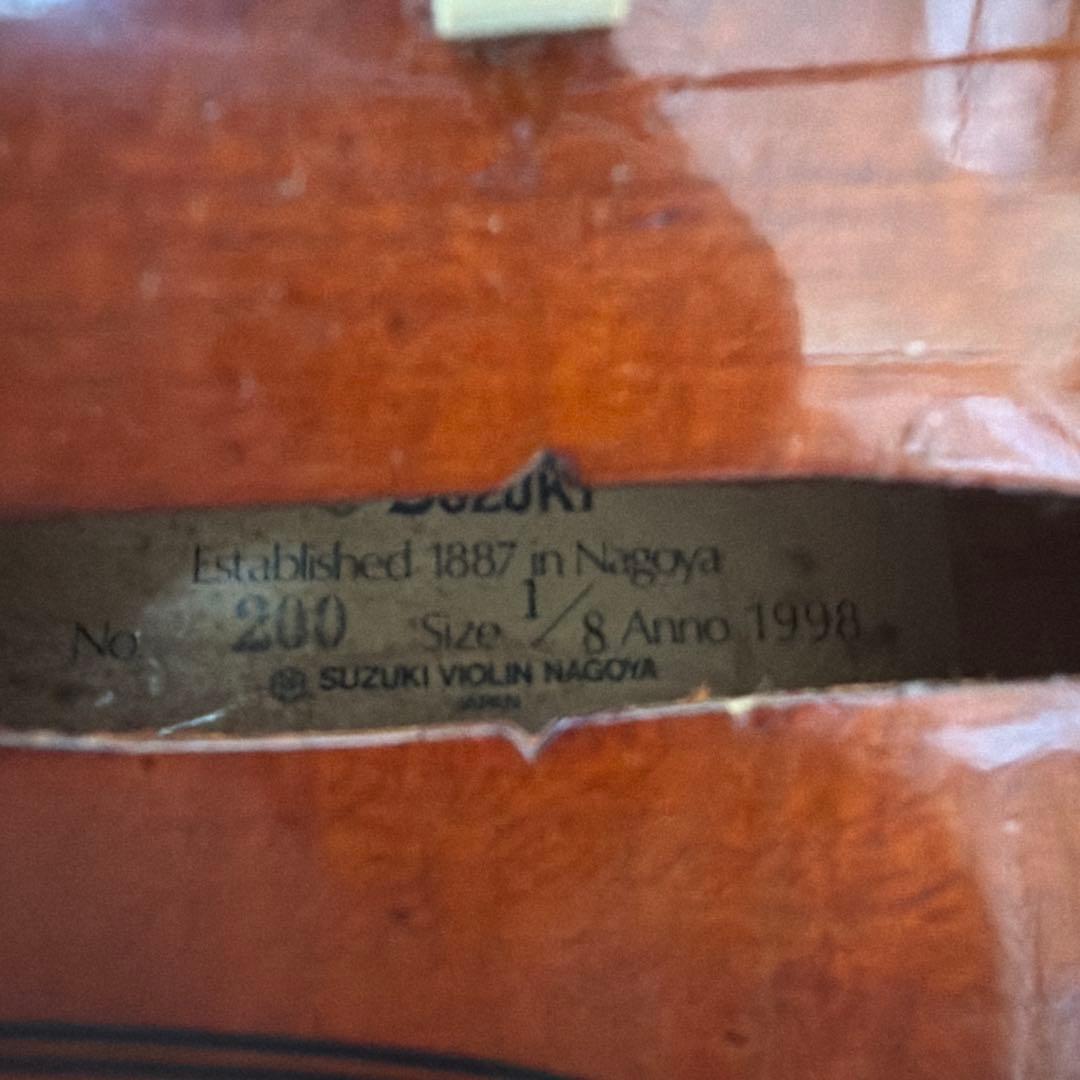 SUZUKI
Established 1887 in Nagoya
No. 200 Size 1/8 Anno 1998
SUZUKI VIOLIN NAGOYA
JAPAN